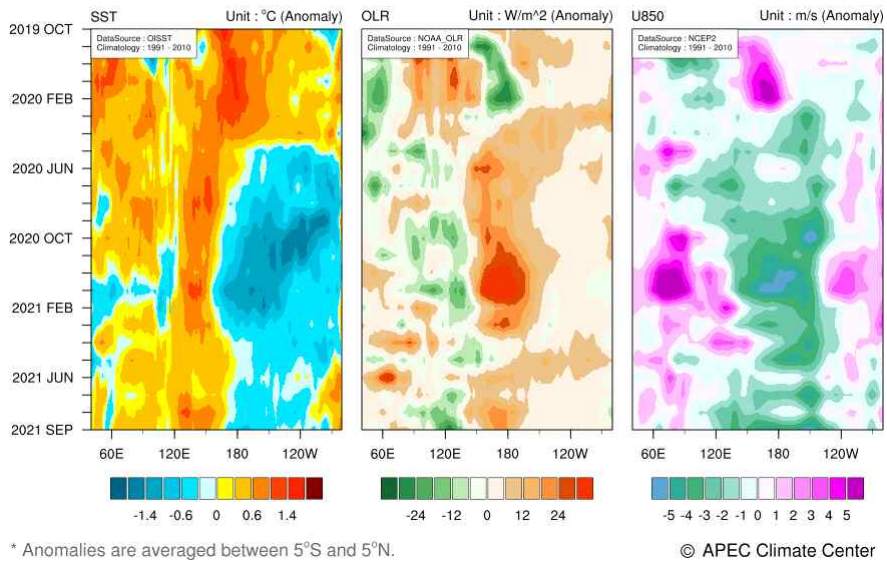 SST Unit : °C (Anomaly)
OLR Unit : W/m^2 (Anomaly)
U850 Unit : m/s (Anomaly)
DataSource : OISST
Climatology : 1991 - 2010
DataSource : NOAA_OLR
Climatology : 1991 - 2010
DataSource : NCEP2
Climatology : 1991 - 2010
2019 OCT
2020 FEB
2020 JUN
2020 OCT
2021 FEB
2021 JUN
2021 SEP
60E 120E 180 120W
60E 120E 180 120W
60E 120E 180 120W
-1.4 -0.6 0 0.6 1.4
-24 -12 0 12 24
-5 -4 -3 -2 -1 0 1 2 3 4 5
* Anomalies are averaged between 5°S and 5°N.
© APEC Climate Center